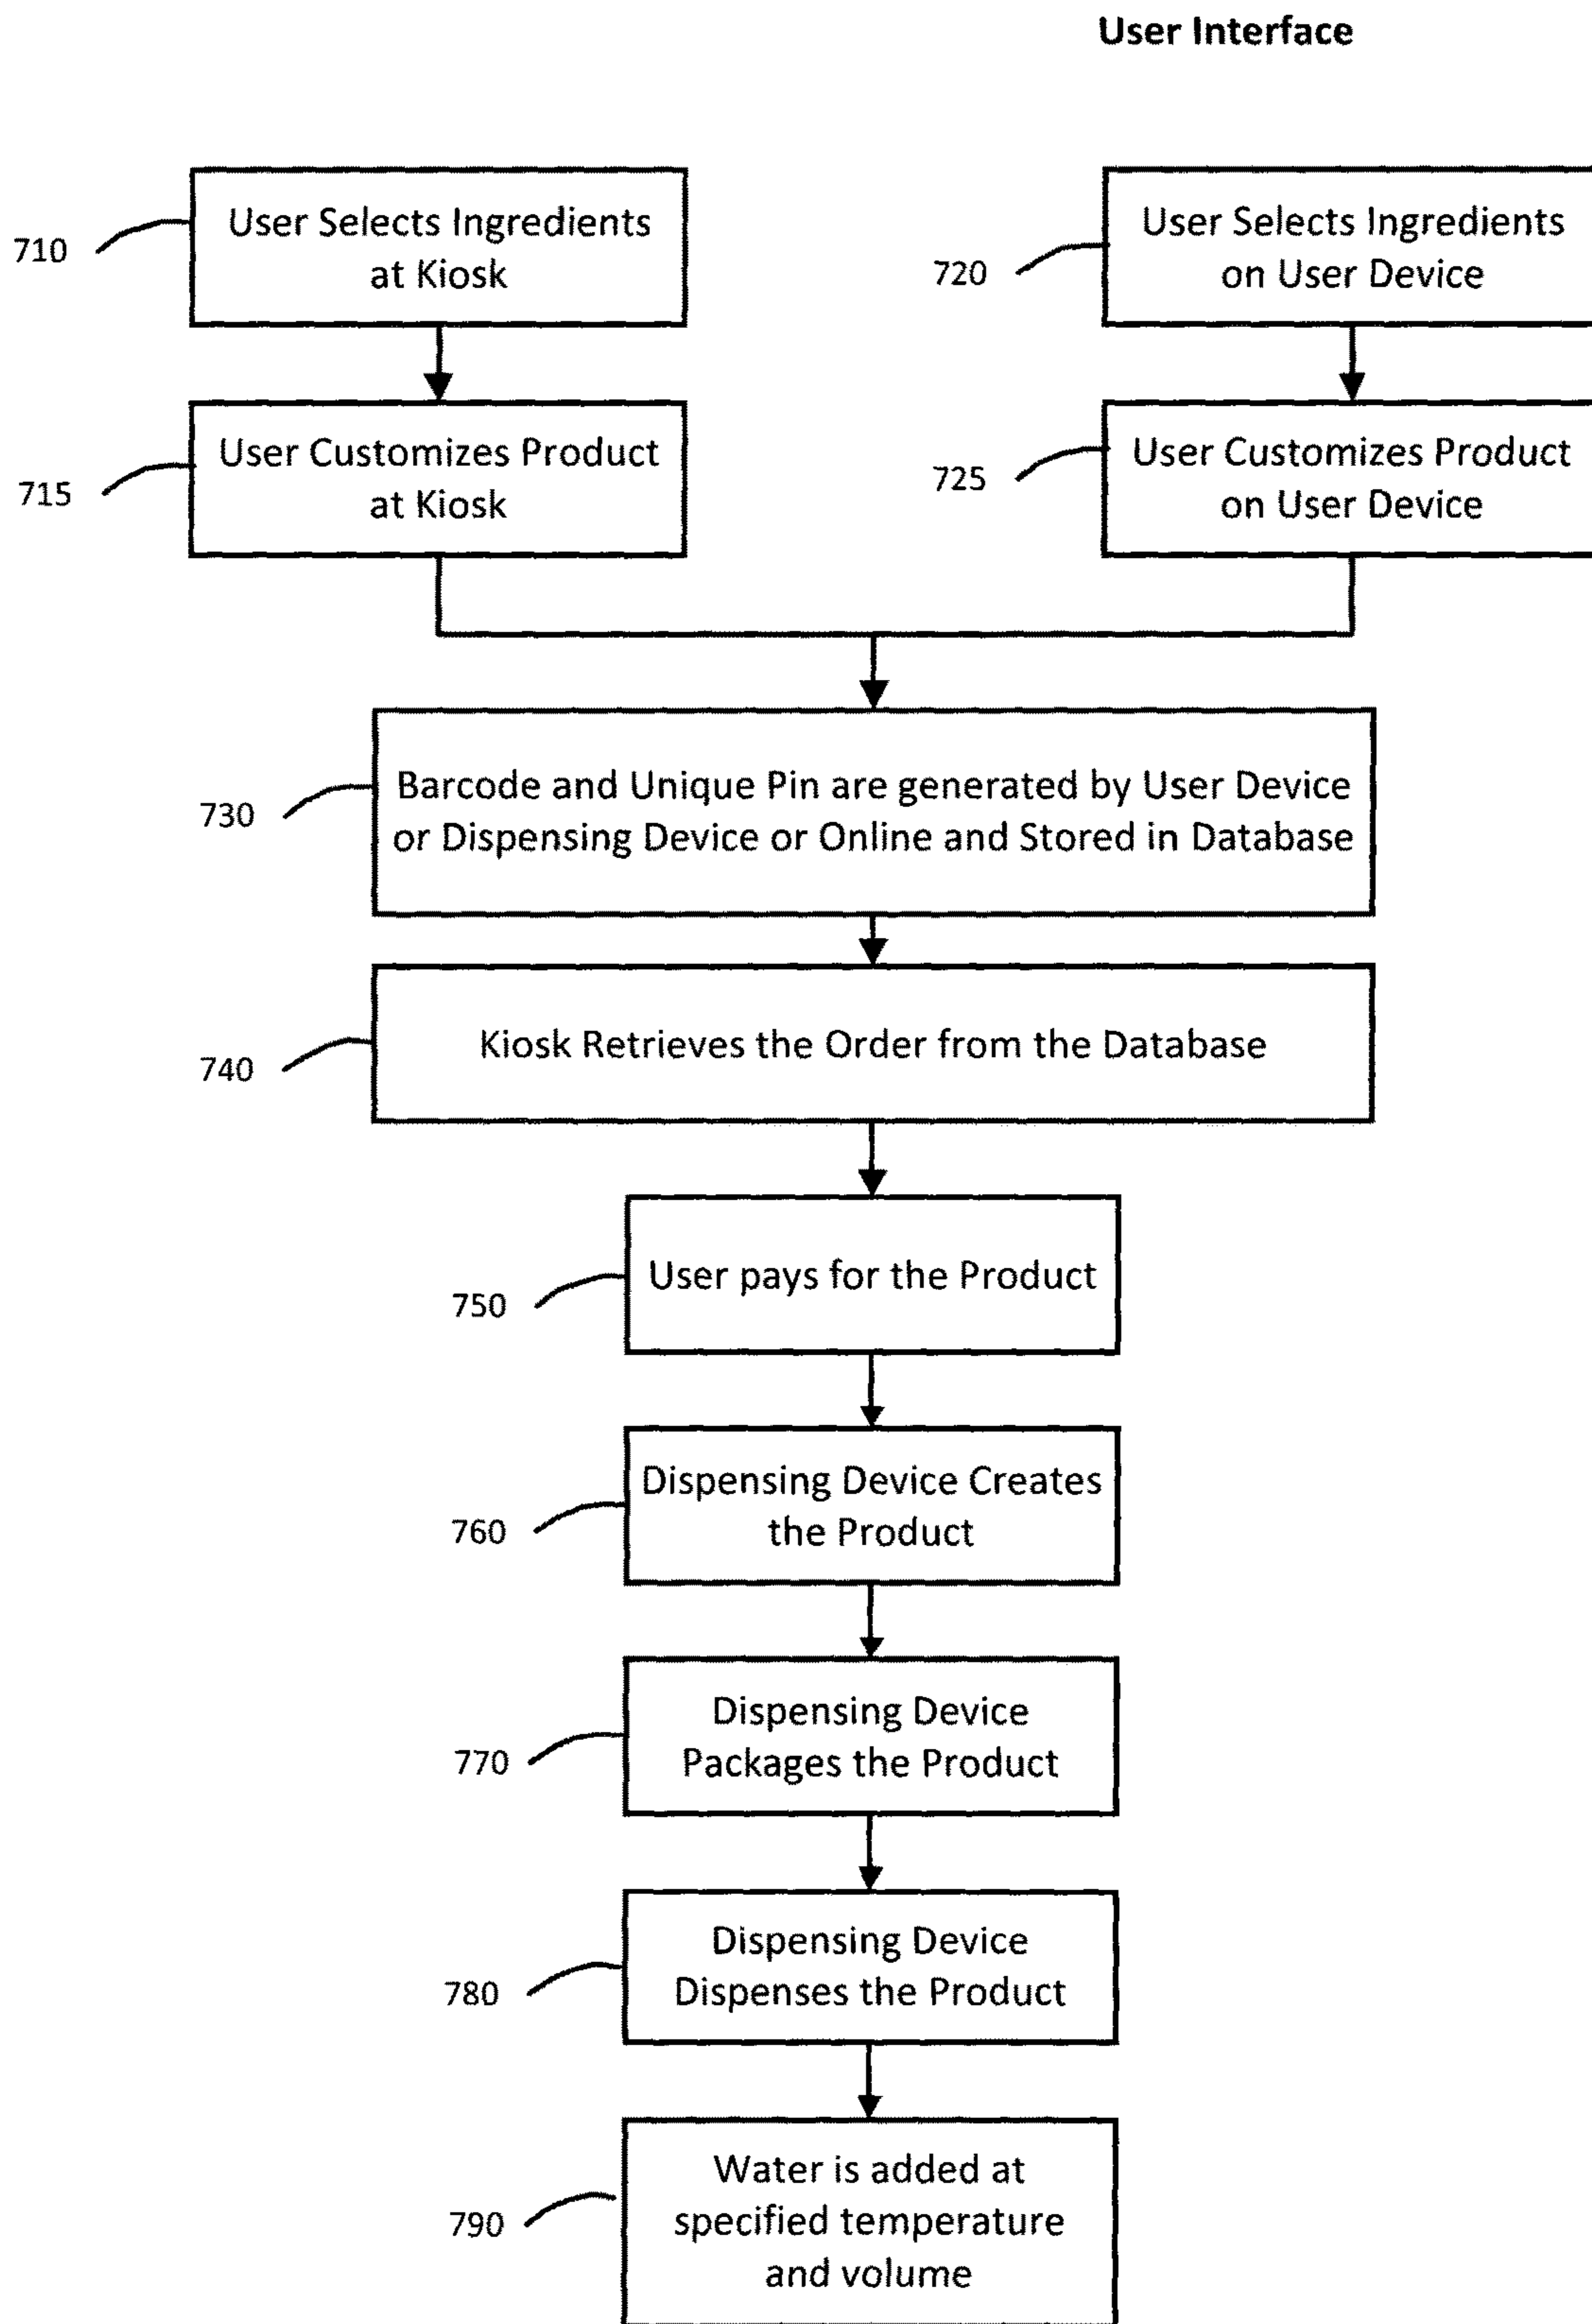 User Interface
710
User Selects Ingredients
at Kiosk
720
User Selects Ingredients
on User Device
715
User Customizes Product
at Kiosk
725
User Customizes Product
on User Device
730
Barcode and Unique Pin are generated by User Device
or Dispensing Device or Online and Stored in Database
740
Kiosk Retrieves the Order from the Database
750
User pays for the Product
760
Dispensing Device Creates
the Product
770
Dispensing Device
Packages the Product
780
Dispensing Device
Dispenses the Product
790
Water is added at
specified temperature
and volume